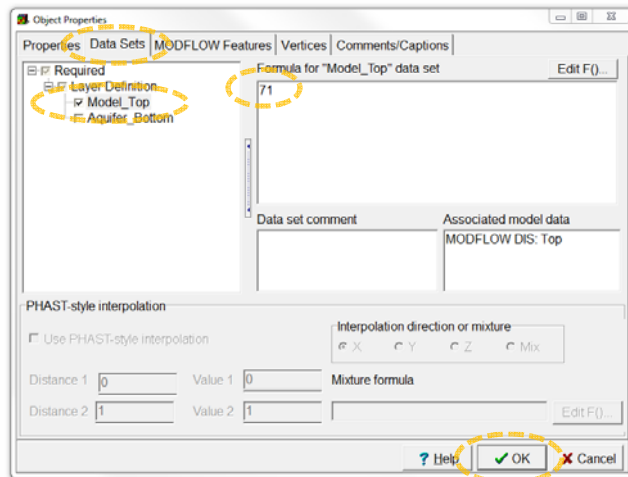 Object Properties
Properties Data Sets MODFLOW Features Vertices Comments/Captions
Required
Layer Definition
Model_Top
Aquifer_Bottom
Formula for "Model_Top" data set
Edit F()...
71
Data set comment
Associated model data
MODFLOW DIS: Top
PHAST-style interpolation
Use PHAST-style interpolation
Interpolation direction or mixture
X Y Z Mix
Distance 1 0 Value 1 0 Mixture formula
Distance 2 1 Value 2 1 Edit F()...
? Help OK Cancel